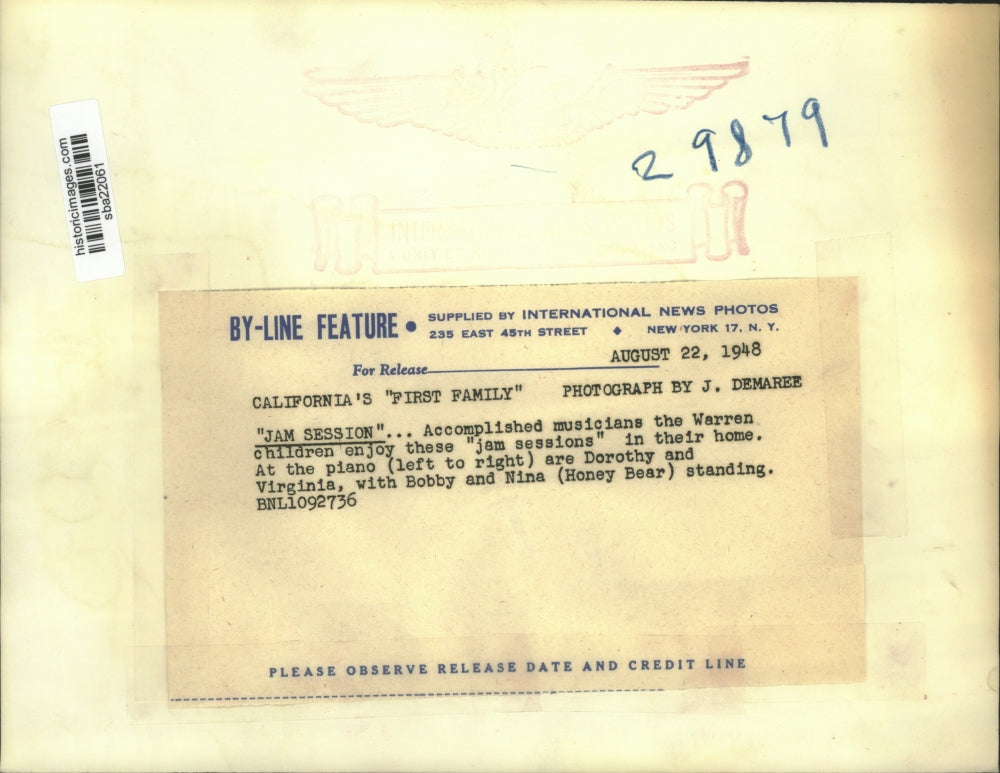 29879
historicimages.com
sba22061
BY-LINE FEATURE • SUPPLIED BY INTERNATIONAL NEWS PHOTOS
235 EAST 45TH STREET ♦ NEW YORK 17, N. Y.
For Release AUGUST 22, 1948
CALIFORNIA'S "FIRST FAMILY" PHOTOGRAPH BY J. DEMAREE
"JAM SESSION"... Accomplished musicians the Warren
children enjoy these "jam sessions" in their home.
At the piano (left to right) are Dorothy and
Virginia, with Bobby and Nina (Honey Bear) standing.
BNL1092736
PLEASE OBSERVE RELEASE DATE AND CREDIT LINE